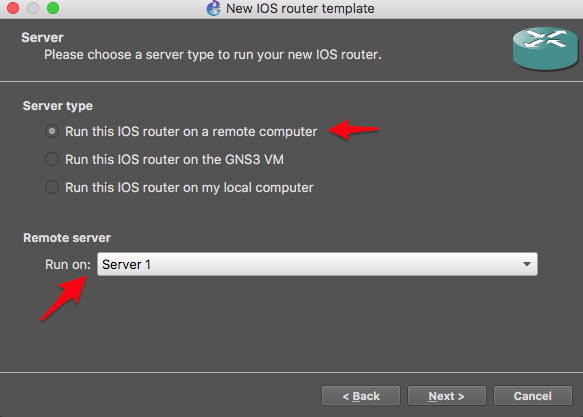 New IOS router template
Server
Please choose a server type to run your new IOS router.
Server type
Run this IOS router on a remote computer
Run this IOS router on the GNS3 VM
Run this IOS router on my local computer
Remote server
Run on: Server 1
< Back Next > Cancel